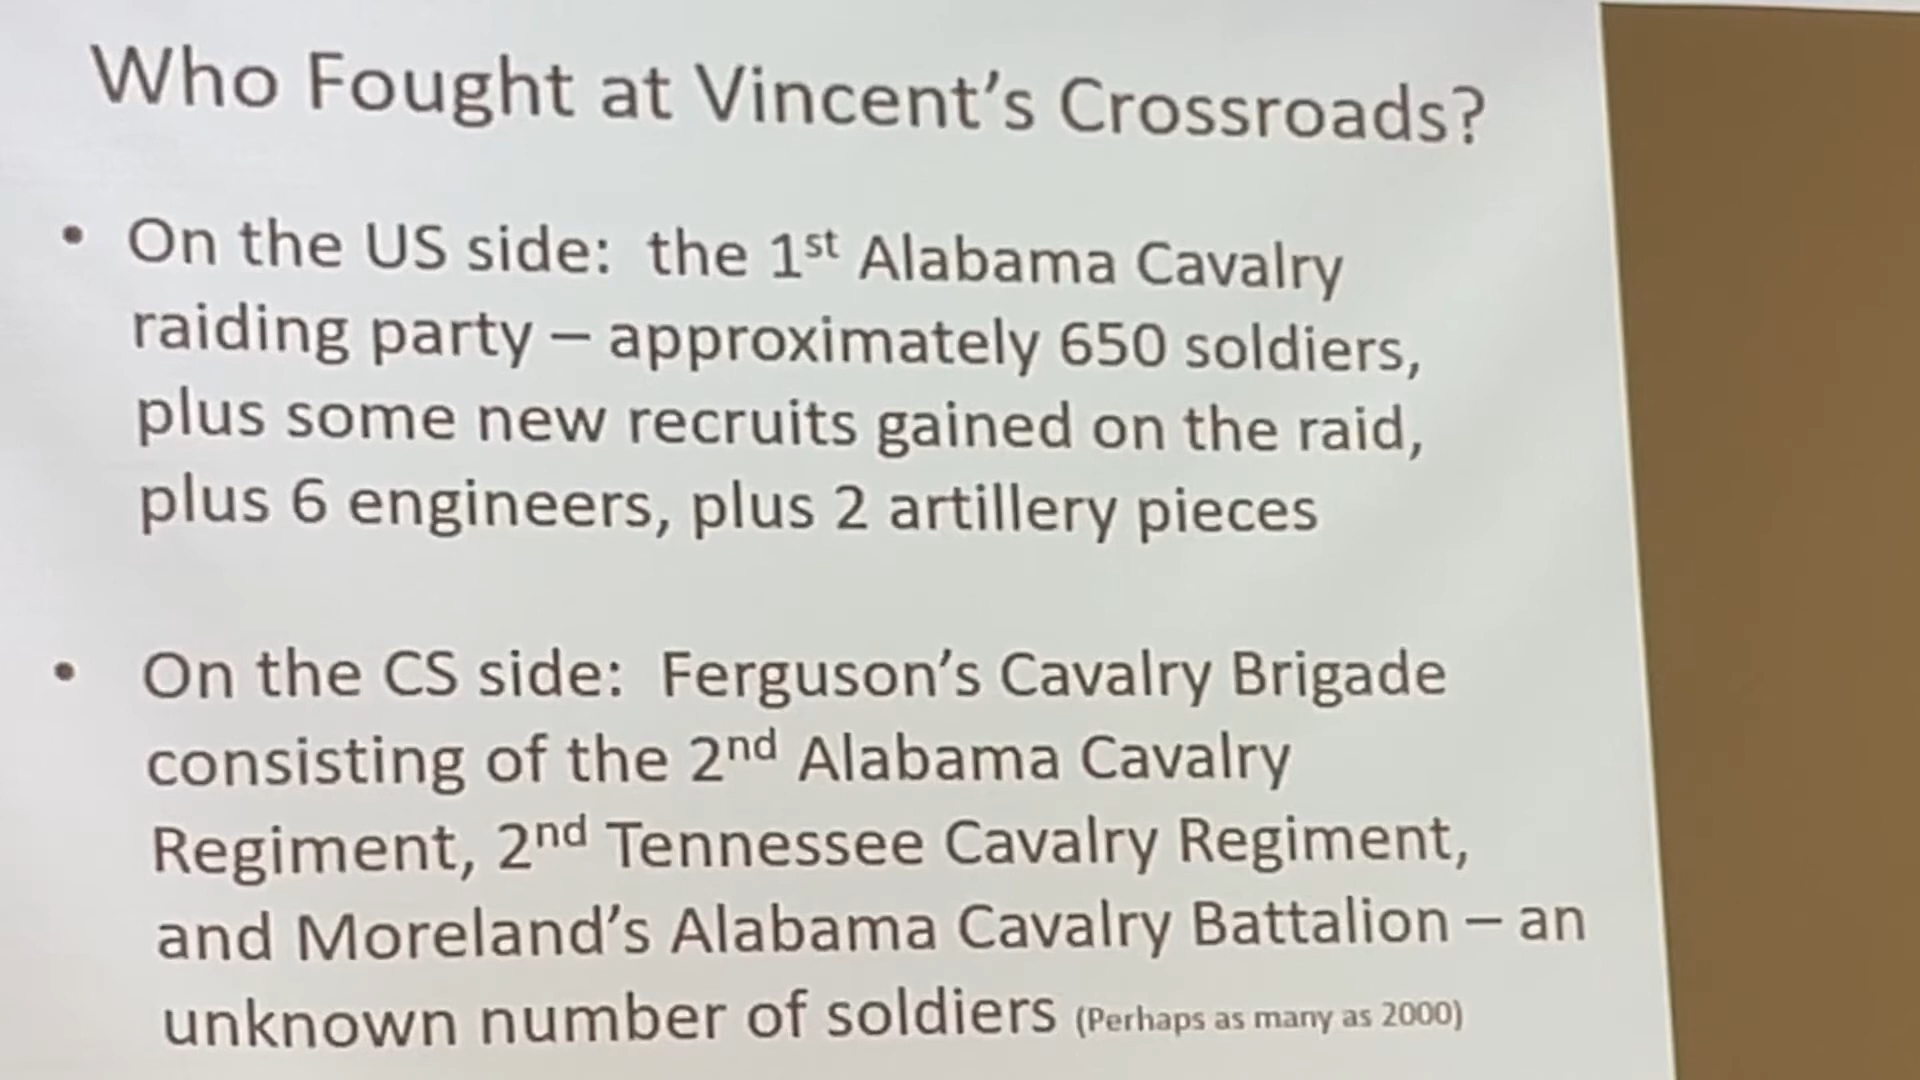 Who Fought at Vincent's Crossroads?
• On the US side:  the 1st Alabama Cavalry
raiding party – approximately 650 soldiers,
plus some new recruits gained on the raid,
plus 6 engineers, plus 2 artillery pieces
• On the CS side:  Ferguson's Cavalry Brigade
consisting of the 2nd Alabama Cavalry
Regiment, 2nd Tennessee Cavalry Regiment,
and Moreland's Alabama Cavalry Battalion – an
unknown number of soldiers (Perhaps as many as 2000)